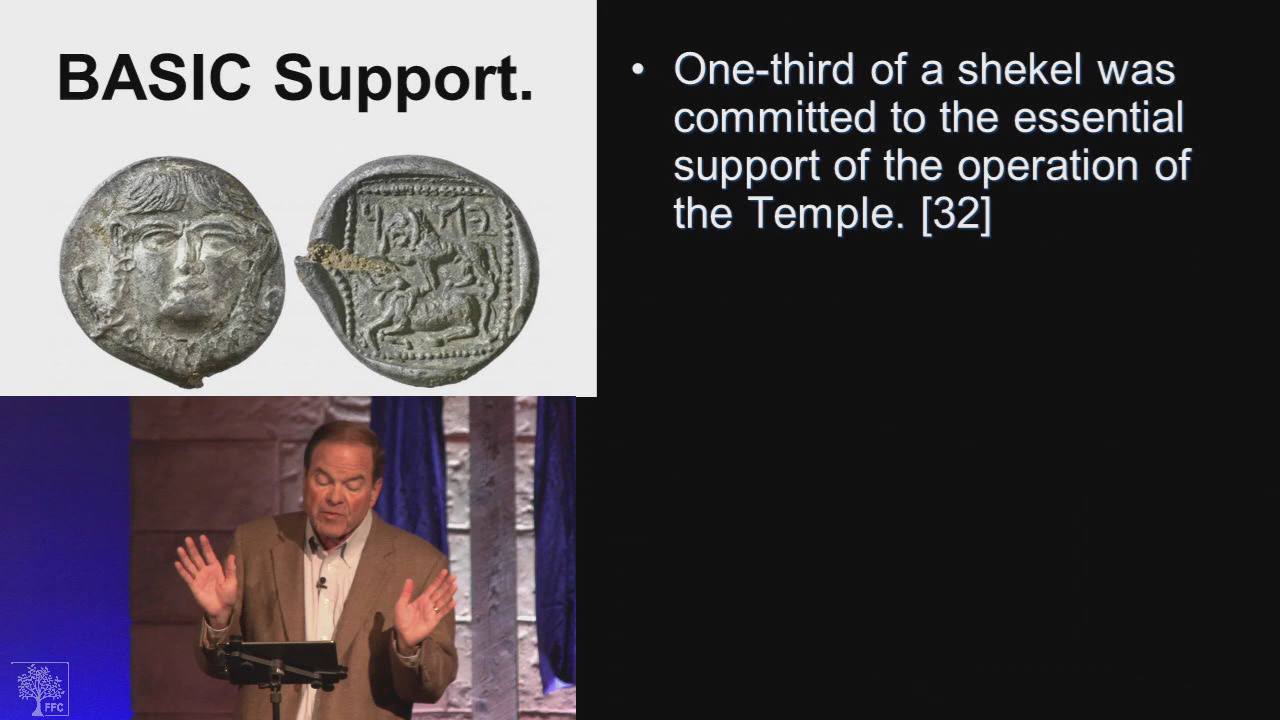 BASIC Support.
• One-third of a shekel was
committed to the essential
support of the operation of
the Temple. [32]
FFC